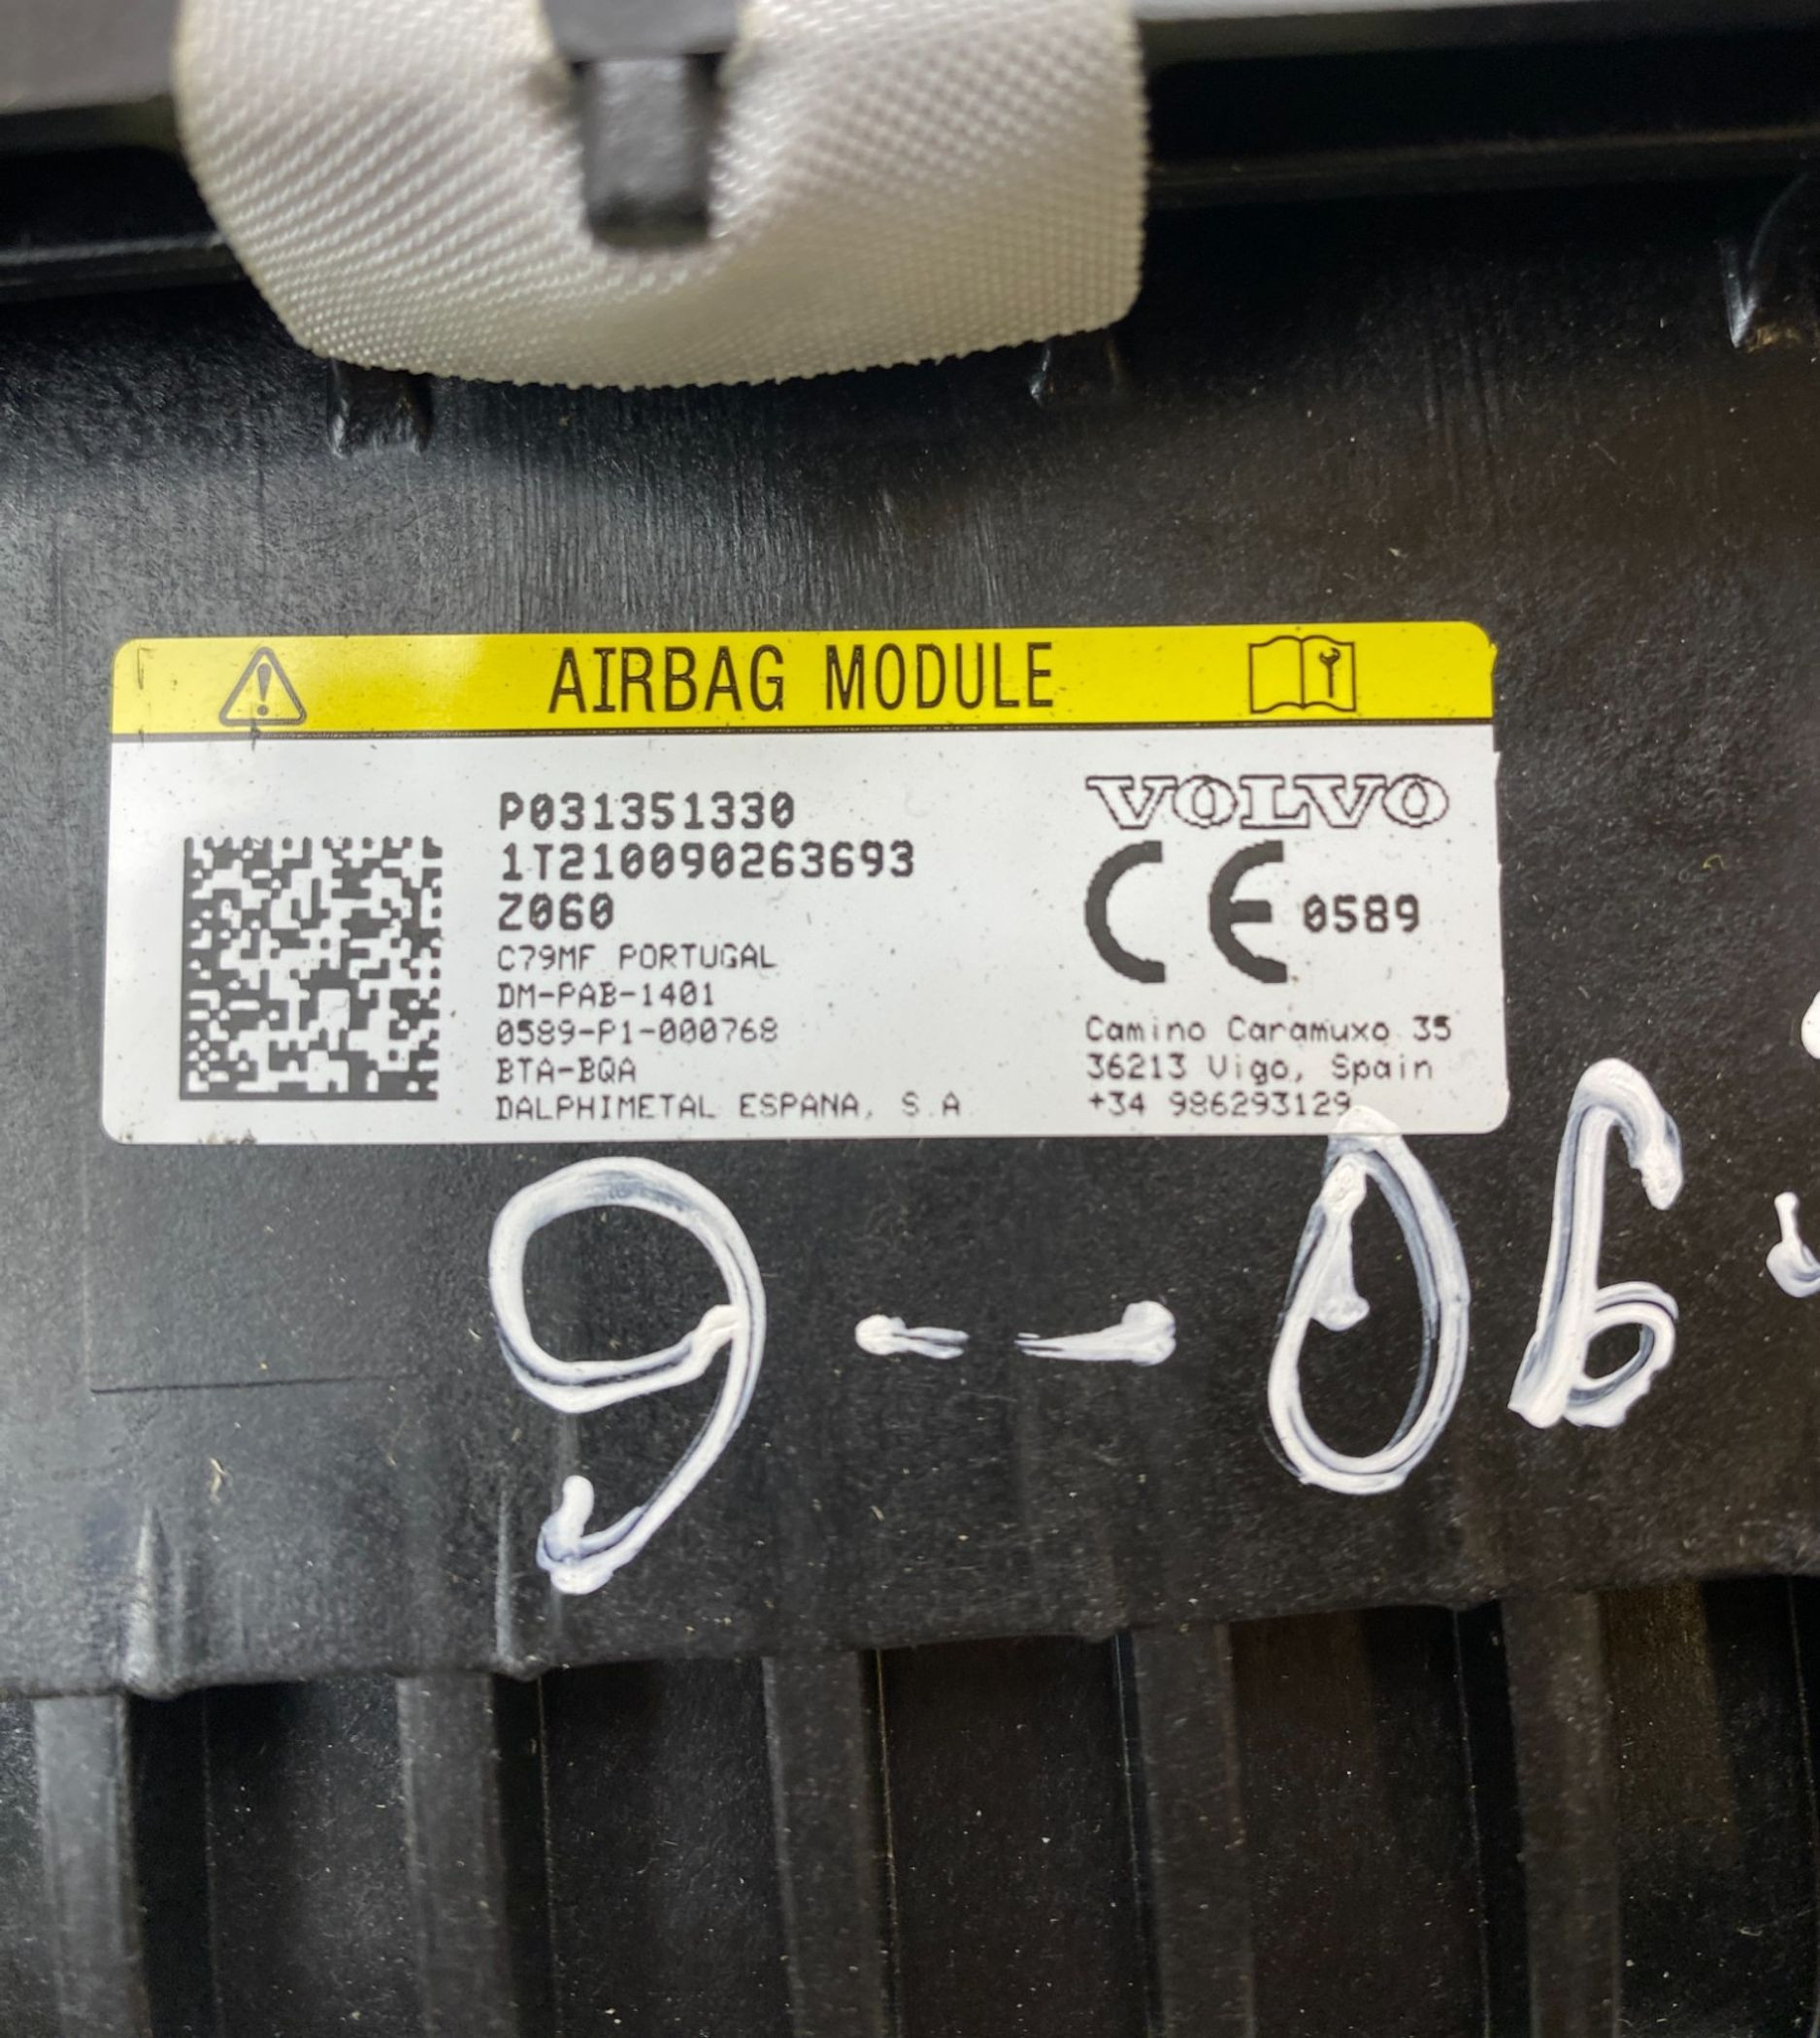 AIRBAG MODULE
P031351330
1T210090263693
Z060
C79MF PORTUGAL
DM-PAB-1401
0589-P1-000768
BTA-BQA
DALPHIMETAL ESPANA, S.A
VOLVO
CE 0589
Camino Caramuxo 35
36213 Vigo, Spain
+34 986293129
9--06